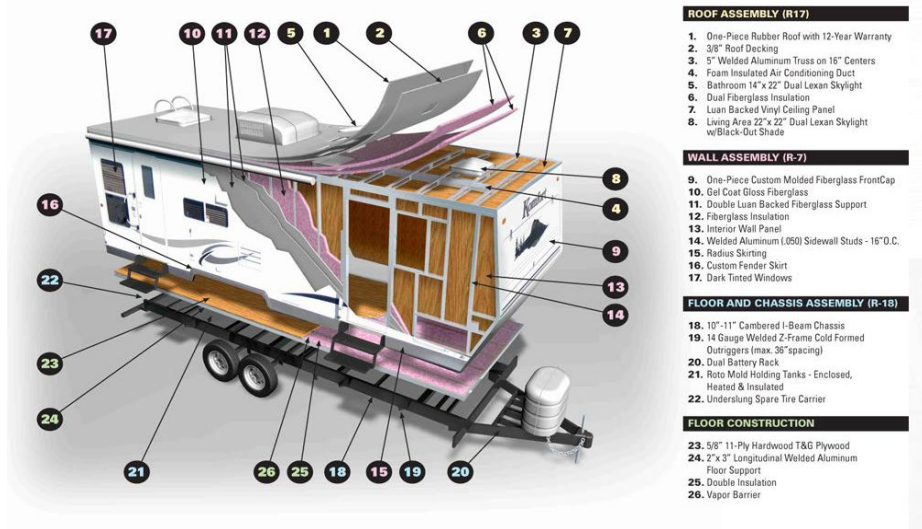 17
10
11
12
5
1
2
6
3
7
8
4
16
9
22
13
14
23
24
21
26
25
18
15
19
20
ROOF ASSEMBLY (R17)
1. One-Piece Rubber Roof with 12-Year Warranty
2. 3/8" Roof Decking
3. 5" Welded Aluminum Truss on 16" Centers
4. Foam Insulated Air Conditioning Duct
5. Bathroom 14"x 22" Dual Lexan Skylight
6. Dual Fiberglass Insulation
7. Luan Backed Vinyl Ceiling Panel
8. Living Area 22"x 22" Dual Lexan Skylight
w/Black-Out Shade
WALL ASSEMBLY (R-7)
9. One-Piece Custom Molded Fiberglass FrontCap
10. Gel Coat Gloss Fiberglass
11. Double Luan Backed Fiberglass Support
12. Fiberglass Insulation
13. Interior Wall Panel
14. Welded Aluminum (.050) Sidewall Studs - 16"O.C.
15. Radius Skirting
16. Custom Fender Skirt
17. Dark Tinted Windows
FLOOR AND CHASSIS ASSEMBLY (R-18)
18. 10"-11" Cambered I-Beam Chassis
19. 14 Gauge Welded Z-Frame Cold Formed
Outriggers (max. 36"spacing)
20. Dual Battery Rack
21. Roto Mold Holding Tanks - Enclosed,
Heated & Insulated
22. Underslung Spare Tire Carrier
FLOOR CONSTRUCTION
23. 5/8" 11-Ply Hardwood T&G Plywood
24. 2"x 3" Longitudinal Welded Aluminum
Floor Support
25. Double Insulation
26. Vapor Barrier